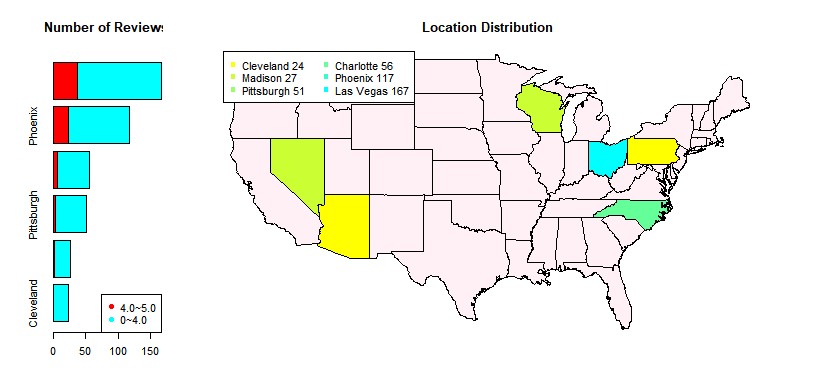 Number of Reviews
Phoenix
Pittsburgh
Cleveland
4.0~5.0
0~4.0
0 50 100 150
Location Distribution
Cleveland 24 Charlotte 56
Madison 27 Phoenix 117
Pittsburgh 51 Las Vegas 167